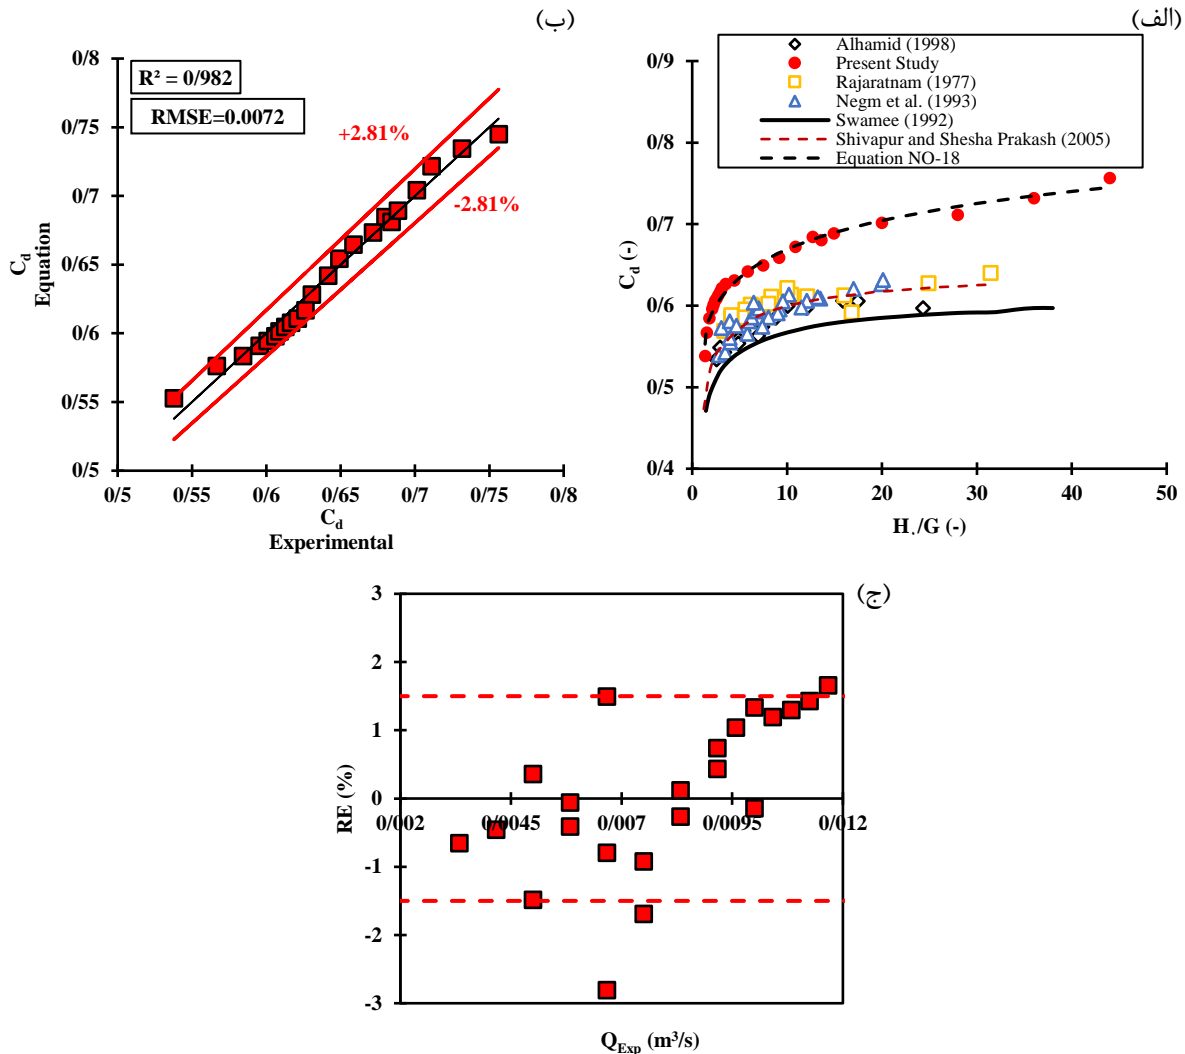 (الف)
0/9
0/8
0/7
0/6
0/5
0/4
C_d (-)
Alhamid (1998)
Present Study
Rajaratnam (1977)
Negm et al. (1993)
Swamee (1992)
Shivapur and Shesha Prakash (2005)
Equation NO-18
0 10 20 30 40 50
H./G (-)
(ب)
0/8
0/75
0/7
0/65
0/6
0/55
0/5
C_d
Equation
R² = 0/982
RMSE=0.0072
+2.81%
-2.81%
0/5 0/55 0/6 0/65 0/7 0/75 0/8
C_d
Experimental
(ج)
3
2
1
0
-1
-2
-3
RE (%)
0/002 0/0045 0/007 0/0095 0/012
Q_Exp (m³/s)